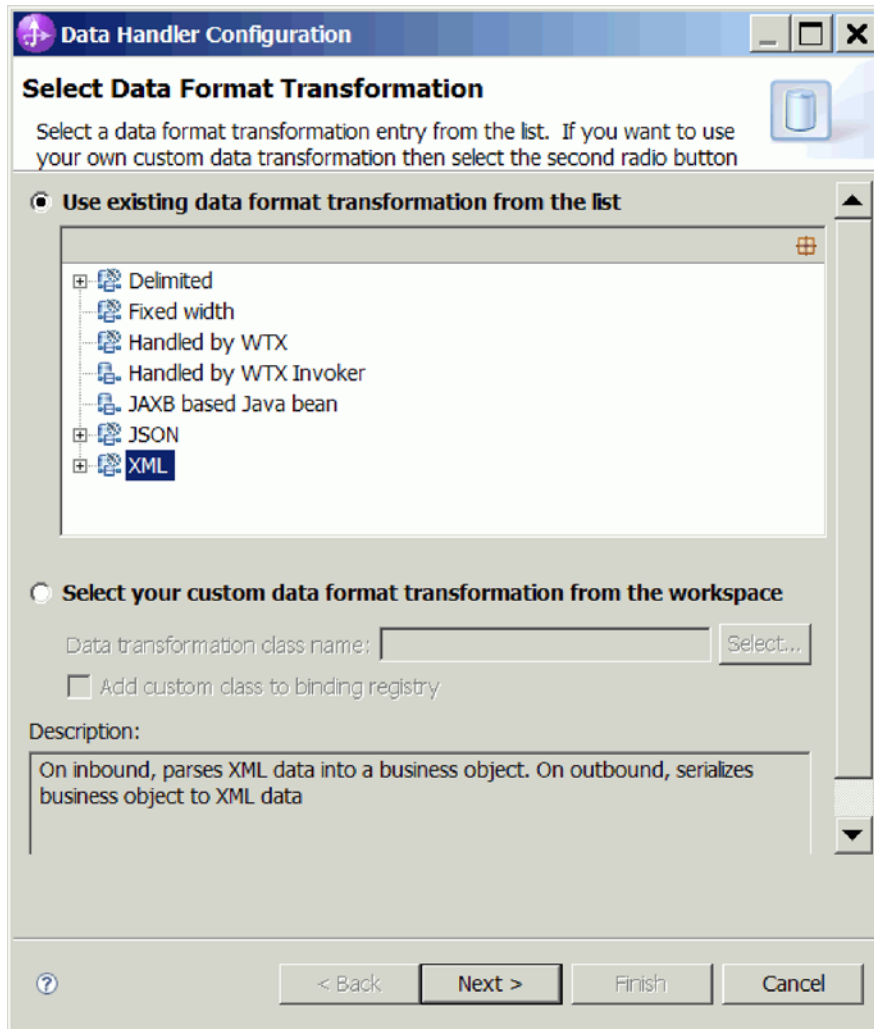 Data Handler Configuration
Select Data Format Transformation
Select a data format transformation entry from the list. If you want to use
your own custom data transformation then select the second radio button
Use existing data format transformation from the list
Delimited
Fixed width
Handled by WTX
Handled by WTX Invoker
JAXB based Java bean
JSON
XML
Select your custom data format transformation from the workspace
Data transformation class name: Select...
Add custom class to binding registry
Description:
On inbound, parses XML data into a business object. On outbound, serializes
business object to XML data
? < Back Next > Finish Cancel